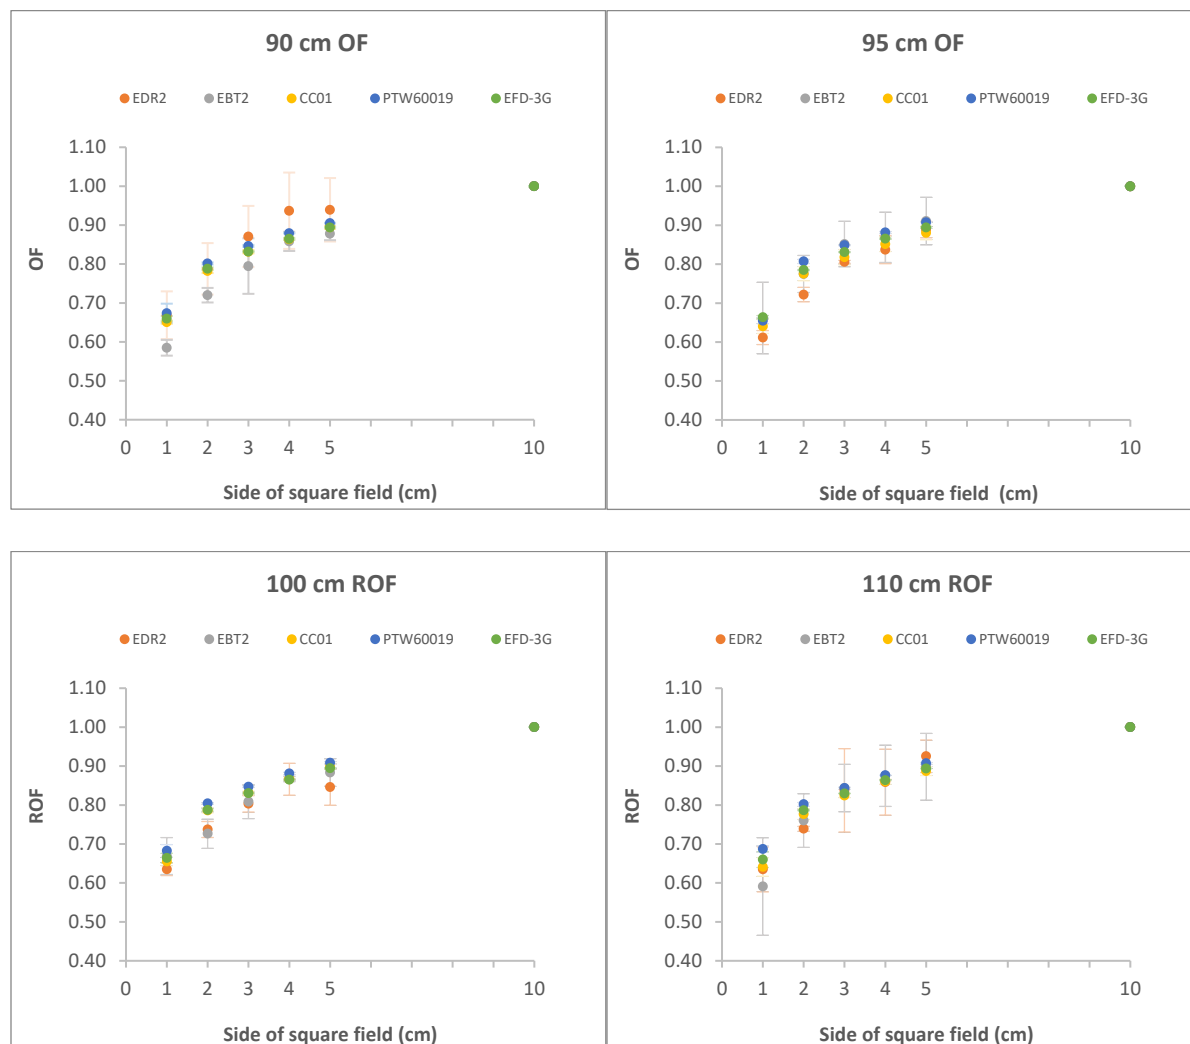 90 cm OF
EDR2 EBT2 CC01 PTW60019 EFD-3G
1.10
1.00
0.90
0.80
0.70
0.60
0.50
0.40
OF
0 1 2 3 4 5 10
Side of square field (cm)
95 cm OF
EDR2 EBT2 CC01 PTW60019 EFD-3G
1.10
1.00
0.90
0.80
0.70
0.60
0.50
0.40
OF
0 1 2 3 4 5 10
Side of square field (cm)
100 cm ROF
EDR2 EBT2 CC01 PTW60019 EFD-3G
1.10
1.00
0.90
0.80
0.70
0.60
0.50
0.40
ROF
0 1 2 3 4 5 10
Side of square field (cm)
110 cm ROF
EDR2 EBT2 CC01 PTW60019 EFD-3G
1.10
1.00
0.90
0.80
0.70
0.60
0.50
0.40
ROF
0 1 2 3 4 5 10
Side of square field (cm)